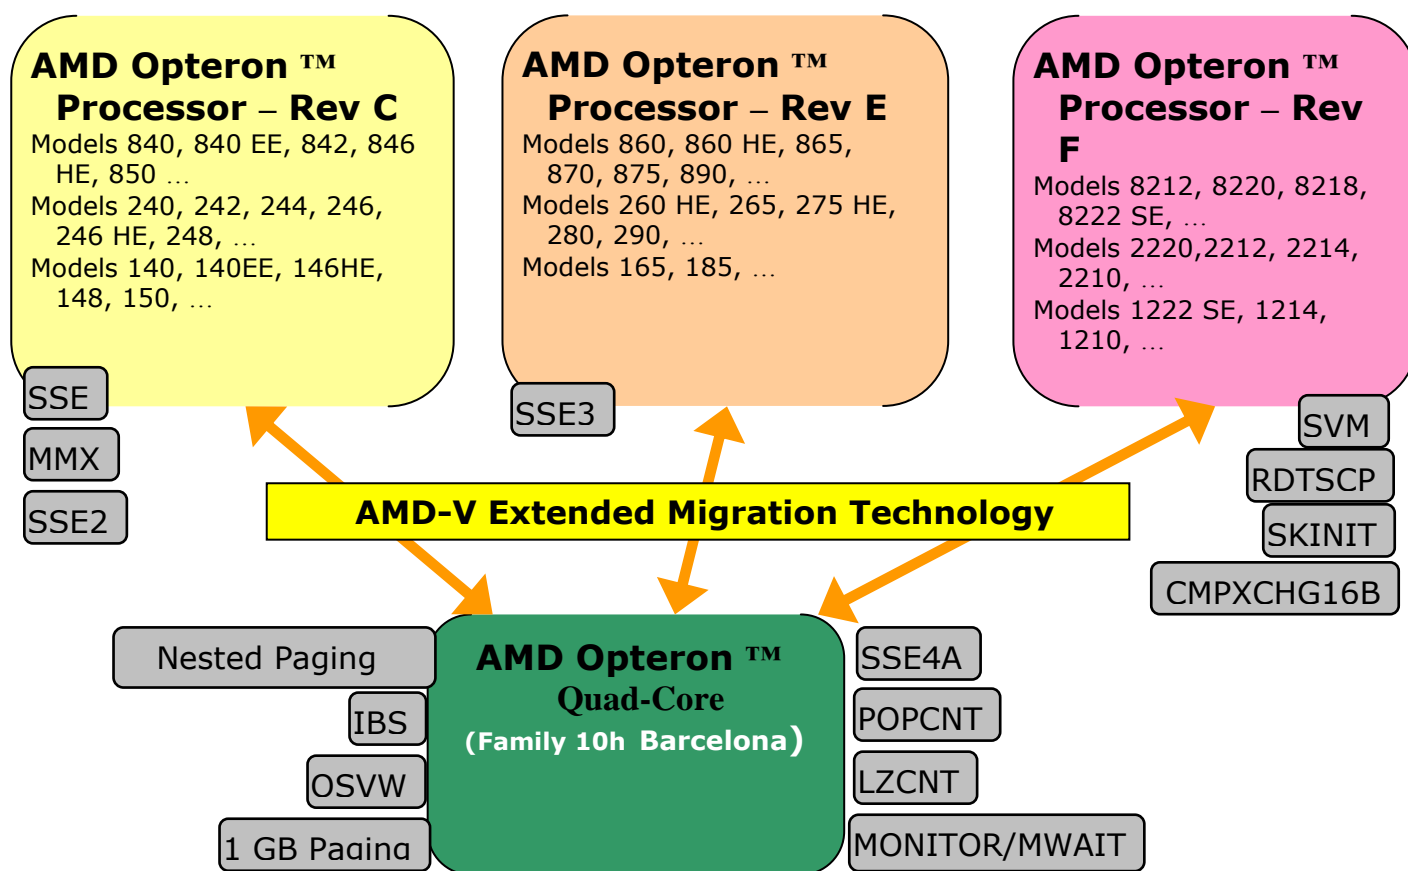 AMD Opteron ™
Processor – Rev C
Models 840, 840 EE, 842, 846
HE, 850 ...
Models 240, 242, 244, 246,
246 HE, 248, ...
Models 140, 140EE, 146HE,
148, 150, ...
SSE
MMX
SSE2
AMD Opteron ™
Processor – Rev E
Models 860, 860 HE, 865,
870, 875, 890, ...
Models 260 HE, 265, 275 HE,
280, 290, ...
Models 165, 185, ...
SSE3
AMD Opteron ™
Processor – Rev
F
Models 8212, 8220, 8218,
8222 SE, ...
Models 2220,2212, 2214,
2210, ...
Models 1222 SE, 1214,
1210, ...
SVM
RDTSCP
SKINIT
CMPXCHG16B
AMD-V Extended Migration Technology
Nested Paging
IBS
OSVW
1 GB Paging
AMD Opteron ™
Quad-Core
(Family 10h Barcelona)
SSE4A
POPCNT
LZCNT
MONITOR/MWAIT